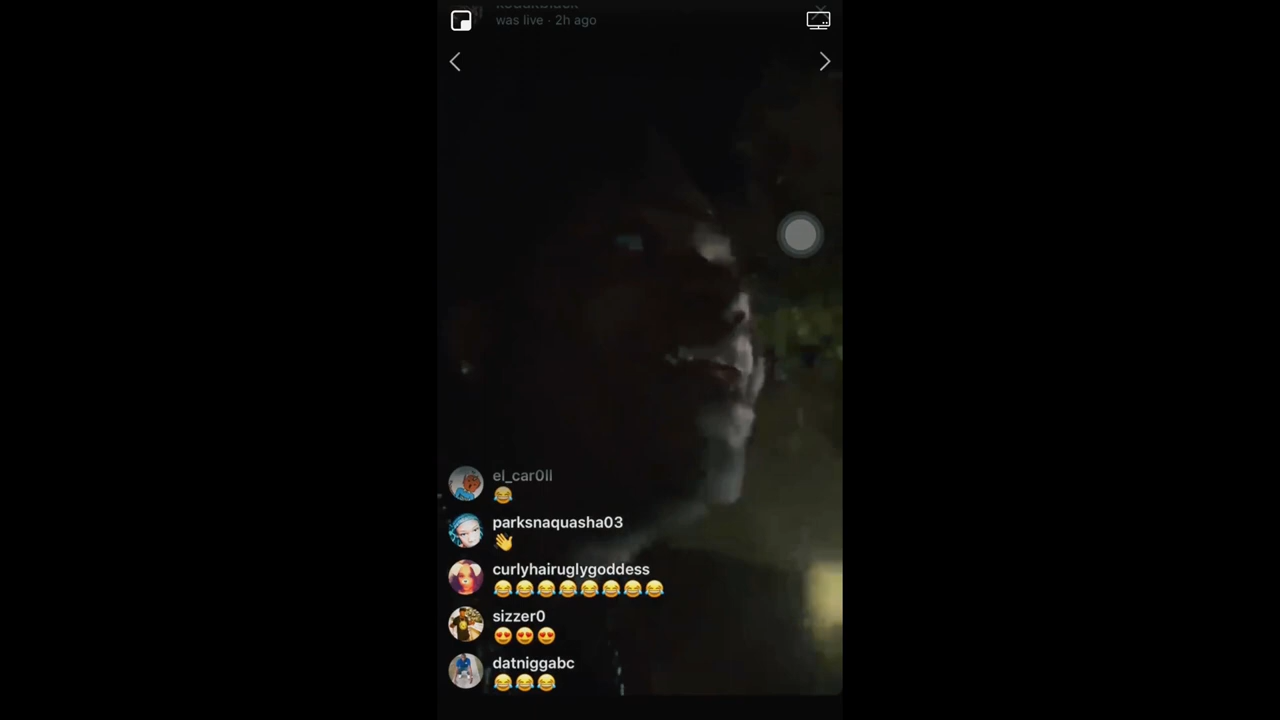 was live · 2h ago
el_car0ll
😂
parksnaquasha03
👋
curlyhairuglygoddess
😂😂😂😂😂😂😂😂
sizzer0
😍😍😍
datniggabc
😂😂😂